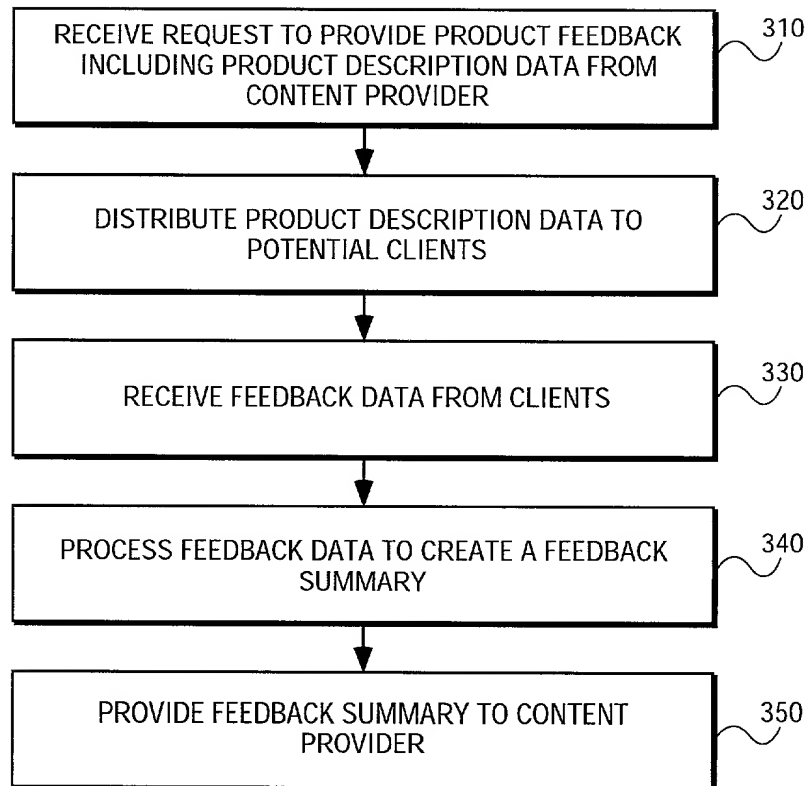 RECEIVE REQUEST TO PROVIDE PRODUCT FEEDBACK
INCLUDING PRODUCT DESCRIPTION DATA FROM
CONTENT PROVIDER
310
DISTRIBUTE PRODUCT DESCRIPTION DATA TO
POTENTIAL CLIENTS
320
RECEIVE FEEDBACK DATA FROM CLIENTS
330
PROCESS FEEDBACK DATA TO CREATE A FEEDBACK
SUMMARY
340
PROVIDE FEEDBACK SUMMARY TO CONTENT
PROVIDER
350